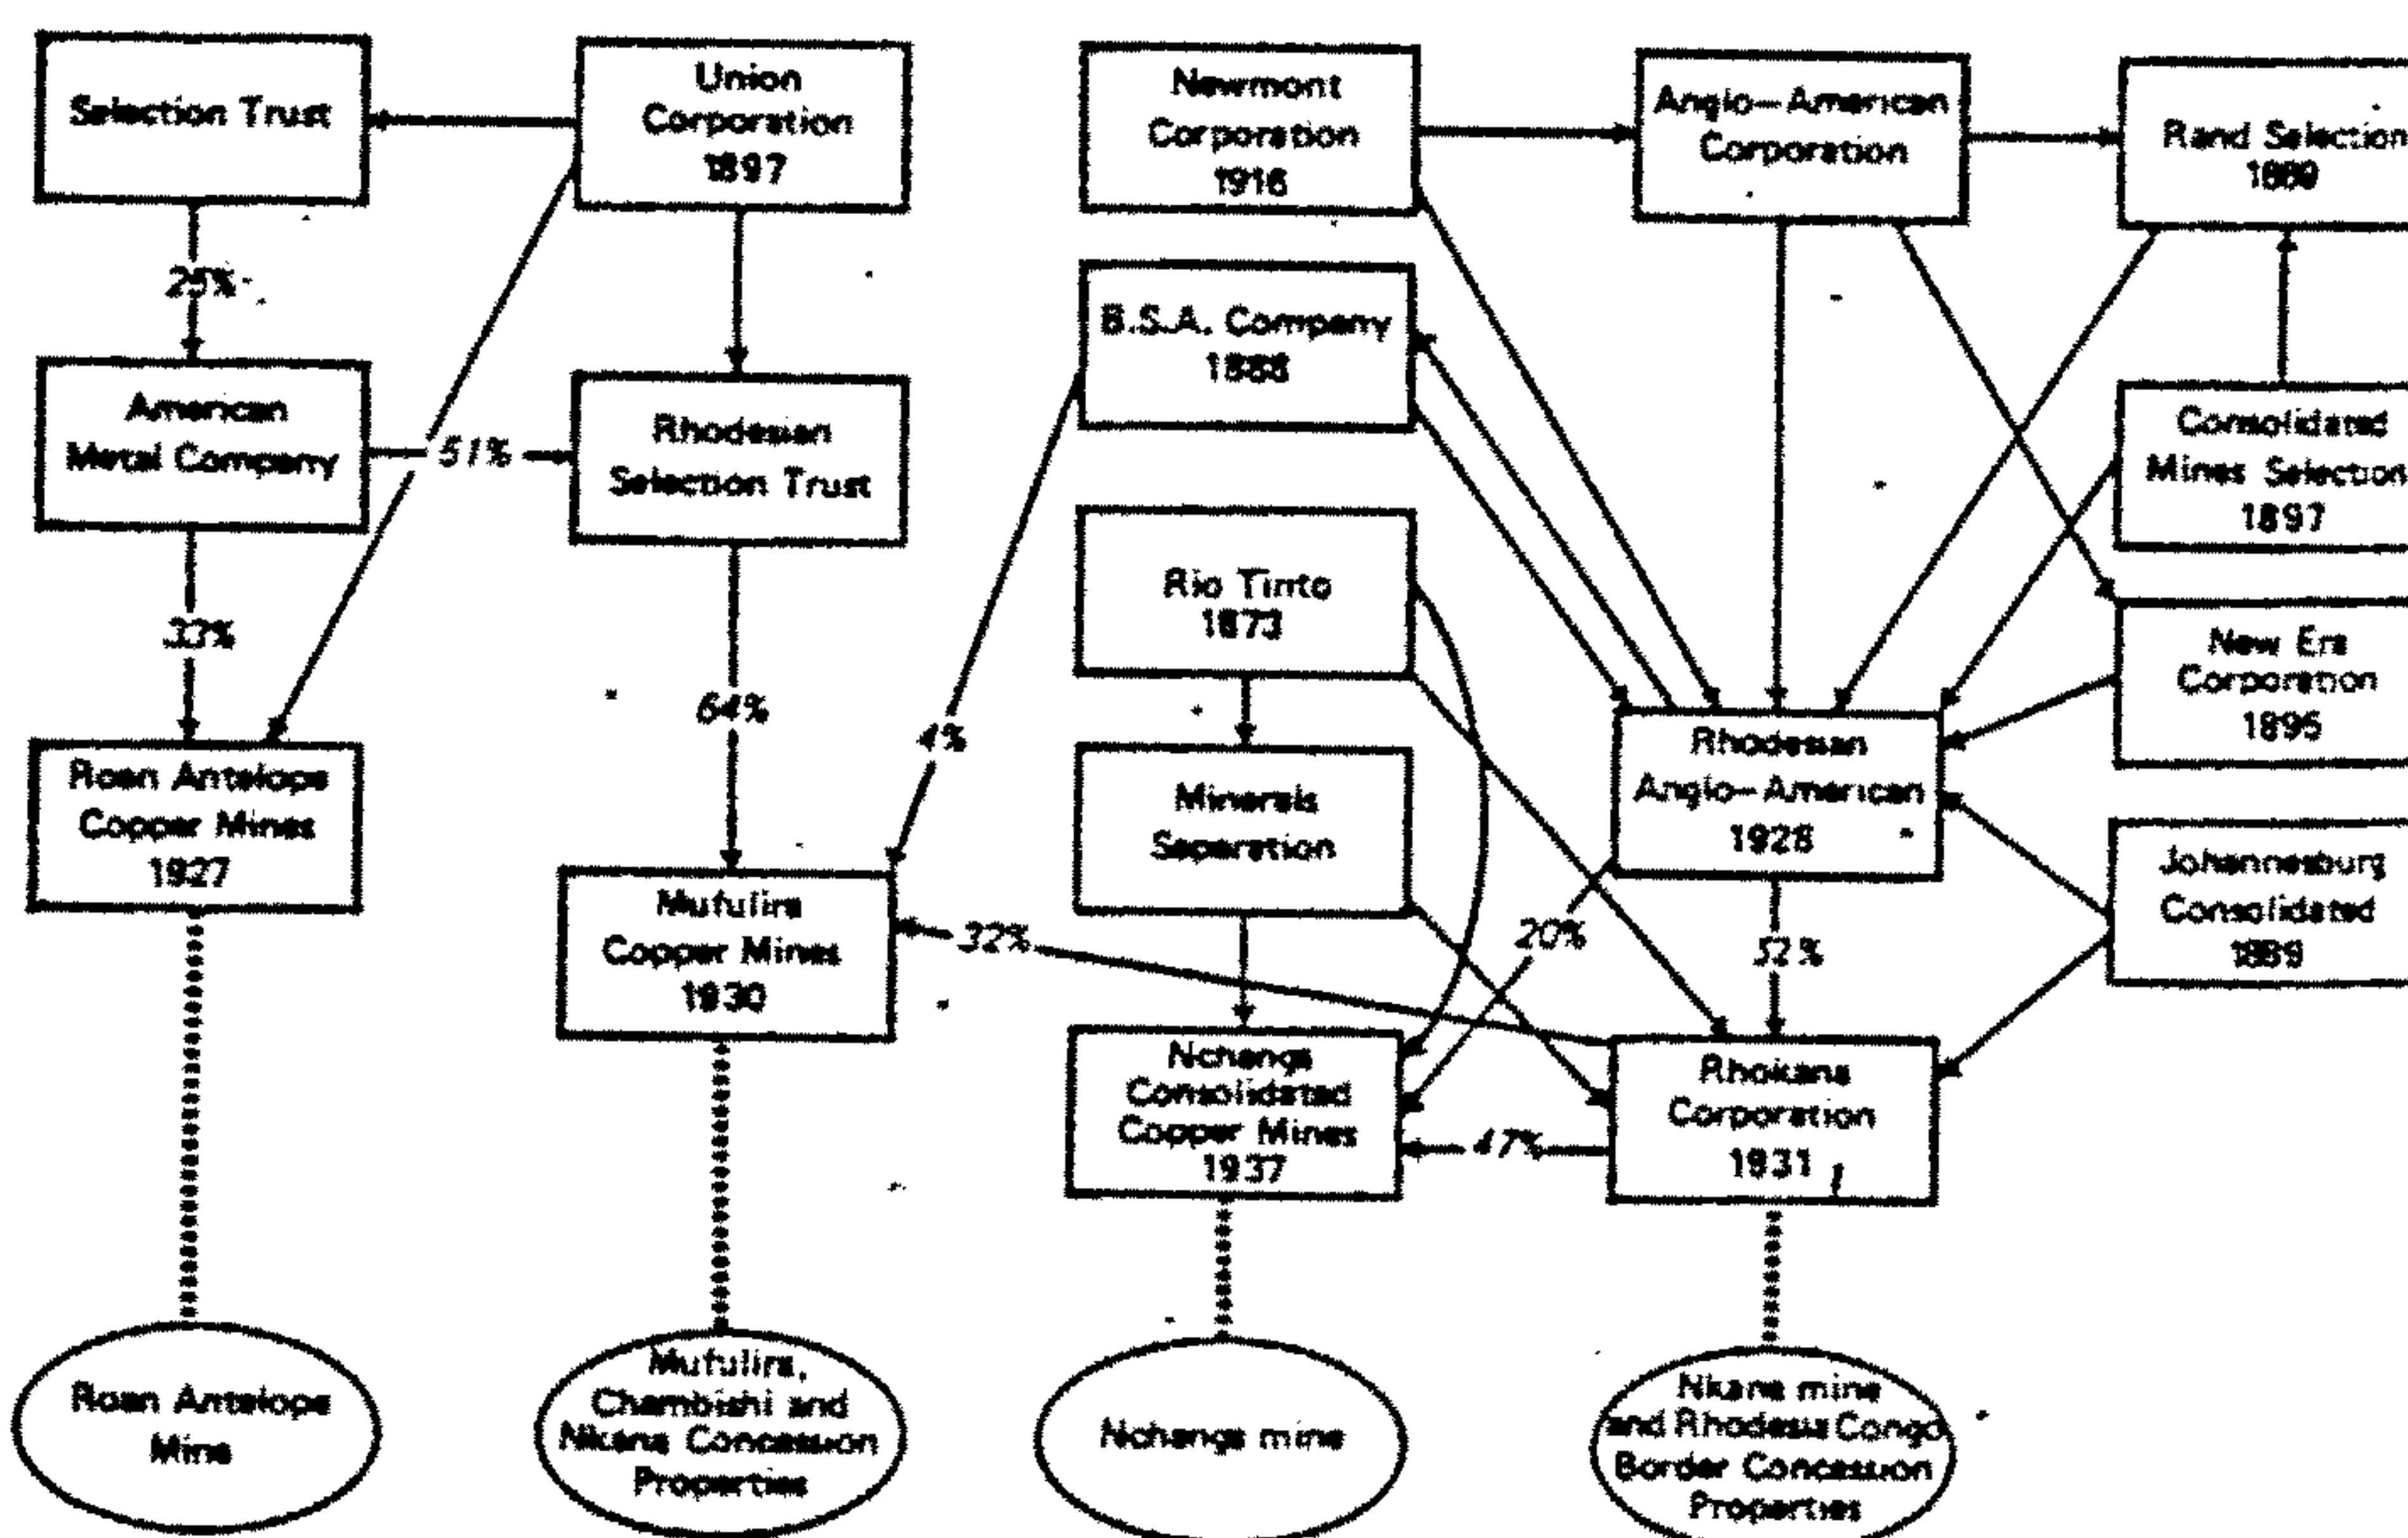 Selection Trust
Union
Corporation
1897
Newmont
Corporation
1916
Anglo-American
Corporation
Rand Selection
1889
25%
B.S.A. Company
American
Metal Company
51%
Rhodesian
Selection Trust
Consolidated
Mines Selection
1897
Rio Tinto
1873
33%
64%
4%
New Era
Corporation
1895
Roan Antelope
Copper Mines
1927
Minerals
Separation
Rhodesian
Anglo-American
1928
Johannesburg
Consolidated
1889
Mufulira
Copper Mines
1930
32%
20%
52%
Nchanga
Consolidated
Copper Mines
1937
47%
Rhokana
Corporation
1931
Roan Antelope
Mine
Mufulira,
Chambishi and
Nkana Concession
Properties
Nchanga mine
Nkana mine
and Rhodesia Congo
Border Concession
Properties